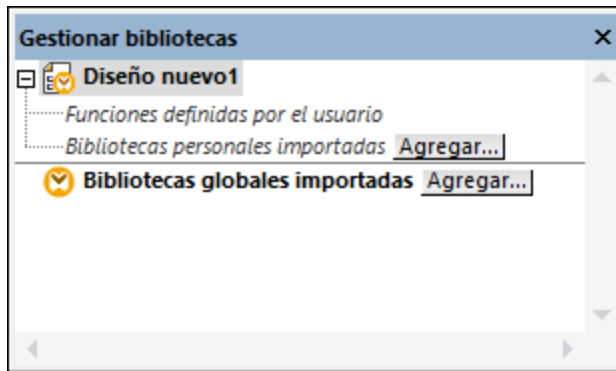 Gestionar bibliotecas
Diseño nuevo1
Funciones definidas por el usuario
Bibliotecas personales importadas Agregar...
Bibliotecas globales importadas Agregar...